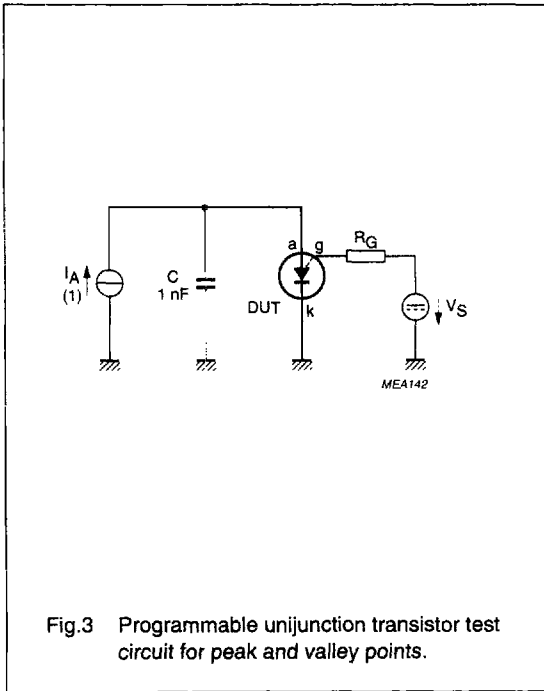 I_A
(1)
C
1 nF
a
g
R_G
DUT
k
V_S
MEA142
Fig.3 Programmable unijunction transistor test
circuit for peak and valley points.